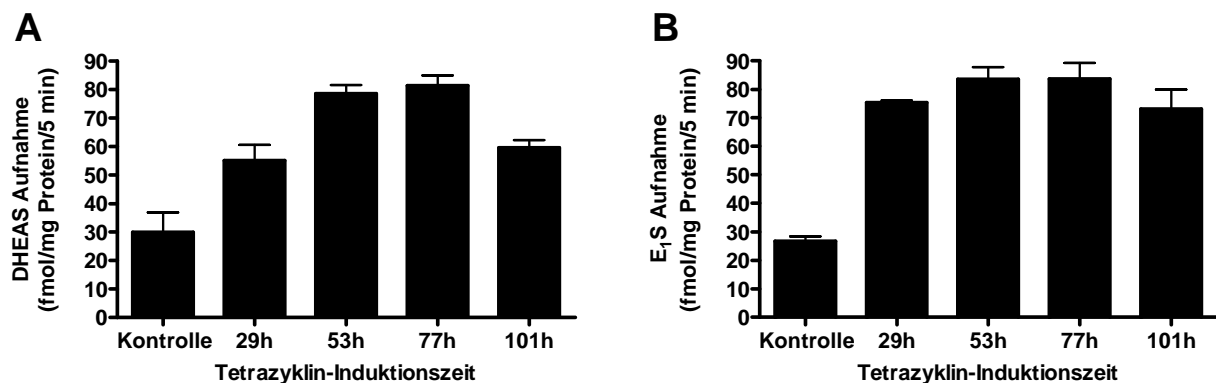 A
DHEAS Aufnahme
(fmol/mg Protein/5 min)
90
80
70
60
50
40
30
20
10
0
Kontrolle 29h 53h 77h 101h
Tetrazyklin-Induktionszeit
B
E₁S Aufnahme
(fmol/mg Protein/5 min)
90
80
70
60
50
40
30
20
10
0
Kontrolle 29h 53h 77h 101h
Tetrazyklin-Induktionszeit